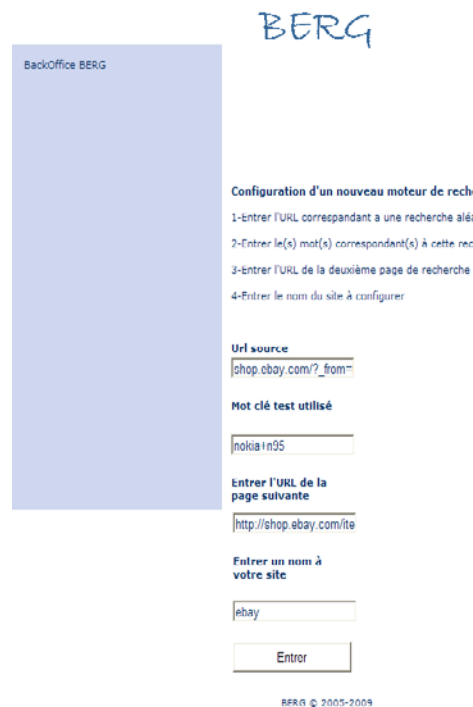 BERG
BackOffice BERG
Configuration d'un nouveau moteur de reche
1-Entrer l'URL correspandant a une recherche aléa
2-Entrer le(s) mot(s) correspondant(s) à cette rec
3-Entrer l'URL de la deuxième page de recherche
4-Entrer le nom du site à configurer
Url source
shop.ebay.com/?_from=
Mot clé test utilisé
nokia+n95
Entrer l'URL de la
page suivante
http://shop.ebay.com/ite
Entrer un nom à
votre site
ebay
Entrer
BERG © 2005-2009